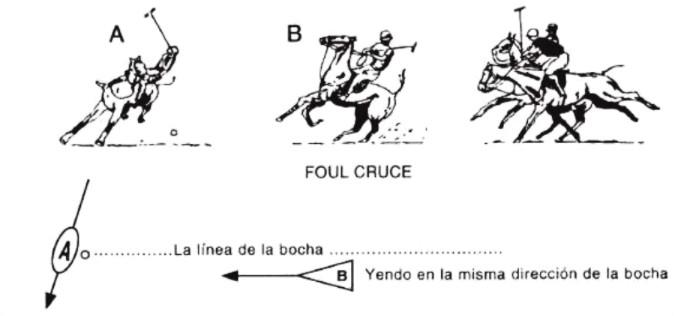 A
B
FOUL CRUCE
A
La línea de la bocha
B
Yendo en la misma dirección de la bocha